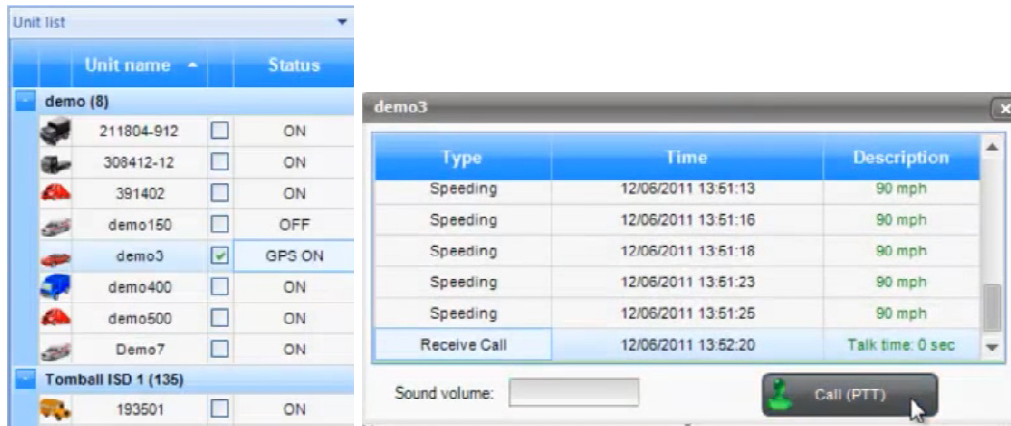 Unit list
Unit name Status
demo (8)
211804-912 ON
308412-12 ON
391402 ON
demo150 OFF
demo3 GPS ON
demo400 ON
demo500 ON
Demo7 ON
Tomball ISD 1 (135)
193501 ON
demo3
Type Time Description
Speeding 12/06/2011 13:51:13 90 mph
Speeding 12/06/2011 13:51:16 90 mph
Speeding 12/06/2011 13:51:18 90 mph
Speeding 12/06/2011 13:51:23 90 mph
Speeding 12/06/2011 13:51:25 90 mph
Receive Call 12/06/2011 13:52:20 Talk time: 0 sec
Sound volume: Call (PTT)